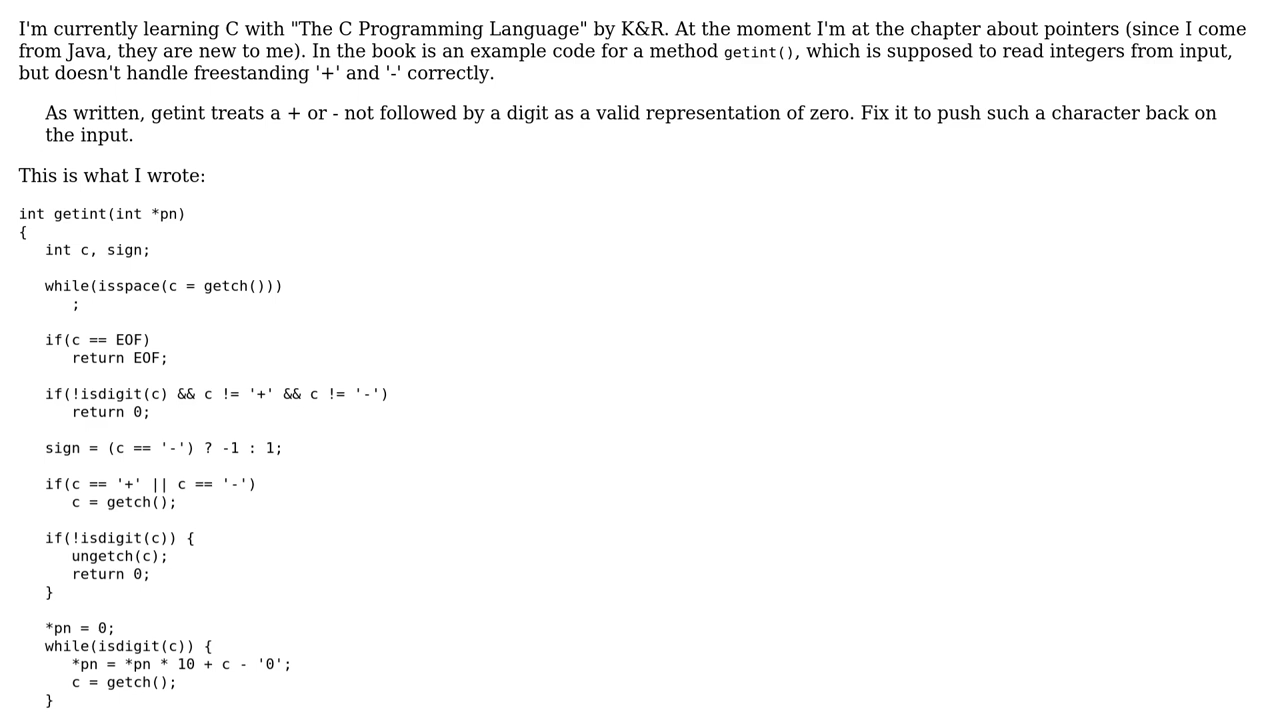 I'm currently learning C with "The C Programming Language" by K&R. At the moment I'm at the chapter about pointers (since I come
from Java, they are new to me). In the book is an example code for a method getint(), which is supposed to read integers from input,
but doesn't handle freestanding '+' and '-' correctly.
As written, getint treats a + or - not followed by a digit as a valid representation of zero. Fix it to push such a character back on
the input.
This is what I wrote:
int getint(int *pn)
{
   int c, sign;
   while(isspace(c = getch()))
      ;
   if(c == EOF)
      return EOF;
   if(!isdigit(c) && c != '+' && c != '-')
      return 0;
   sign = (c == '-') ? -1 : 1;
   if(c == '+' || c == '-')
      c = getch();
   if(!isdigit(c)) {
      ungetch(c);
      return 0;
   }
   *pn = 0;
   while(isdigit(c)) {
      *pn = *pn * 10 + c - '0';
      c = getch();
   }